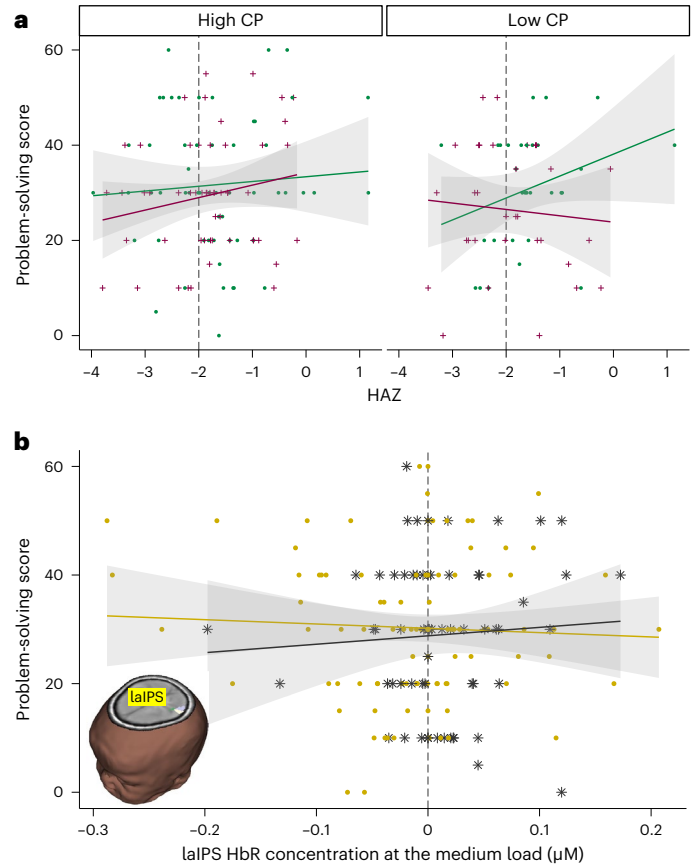 a
High CP
Low CP
Problem-solving score
60
40
20
0
−4 −3 −2 −1 0 1
−4 −3 −2 −1 0 1
HAZ
b
Problem-solving score
60
40
20
0
laIPS
−0.3 −0.2 −0.1 0 0.1 0.2
laIPS HbR concentration at the medium load (µM)